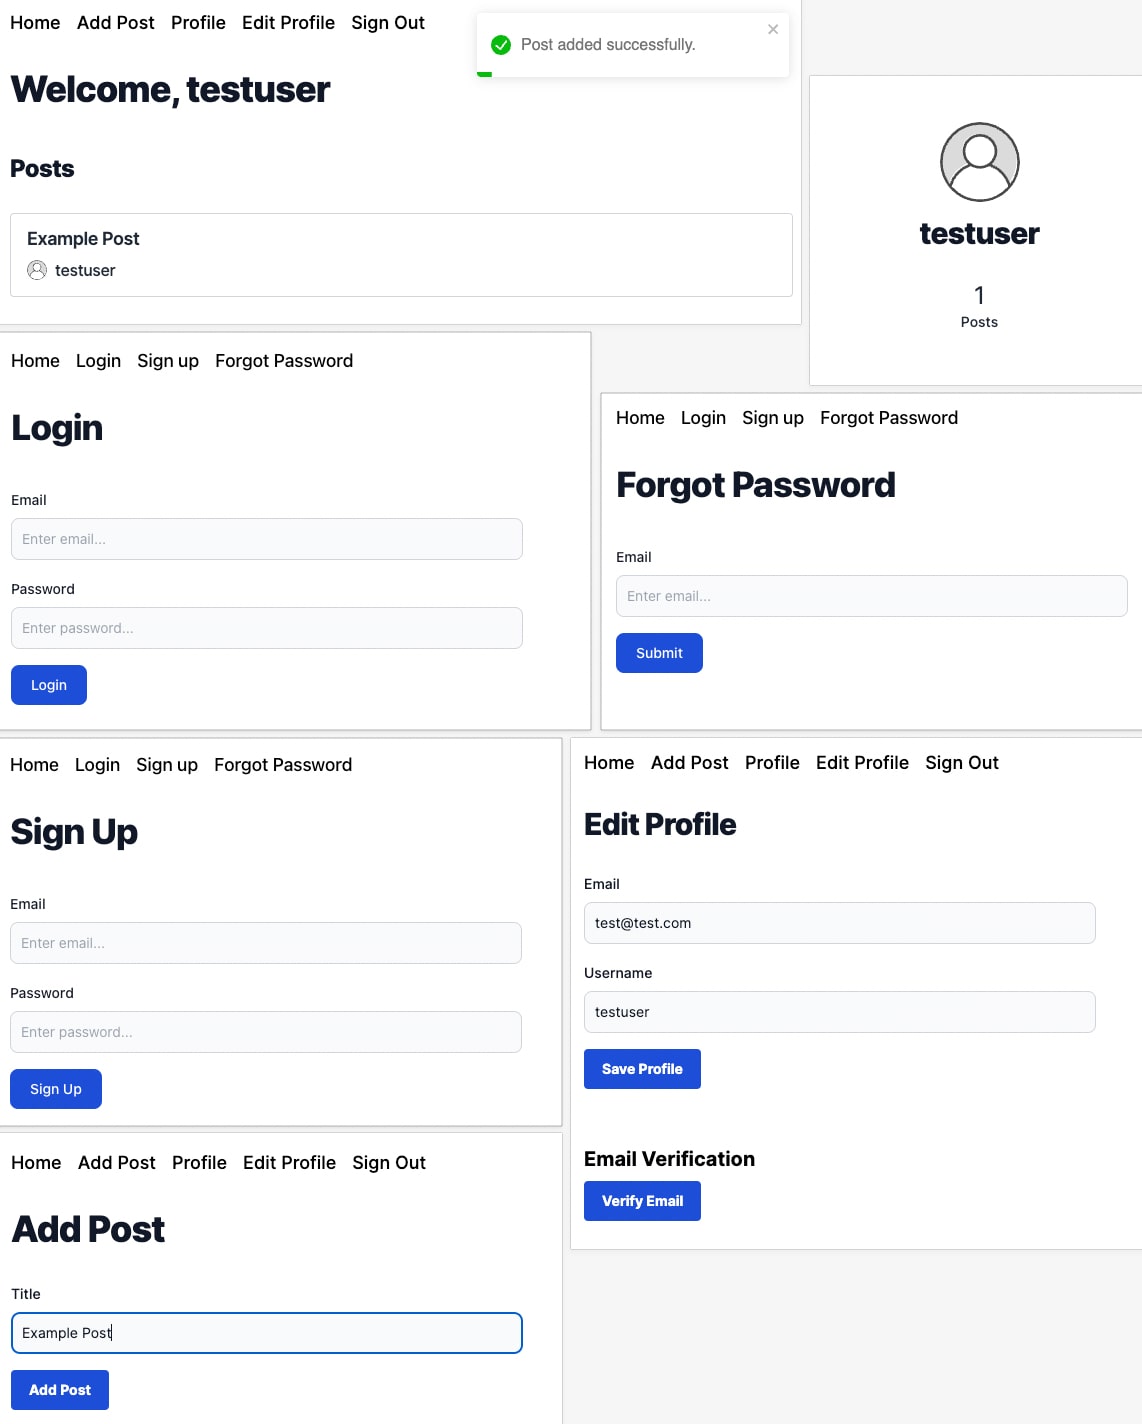 Home Add Post Profile Edit Profile Sign Out
Post added successfully.
Welcome, testuser
Posts
Example Post
testuser
testuser
1
Posts
Home Login Sign up Forgot Password
Login
Email
Enter email...
Password
Enter password...
Login
Home Login Sign up Forgot Password
Forgot Password
Email
Enter email...
Submit
Home Login Sign up Forgot Password
Sign Up
Email
Enter email...
Password
Enter password...
Sign Up
Home Add Post Profile Edit Profile Sign Out
Edit Profile
Email
test@test.com
Username
testuser
Save Profile
Email Verification
Verify Email
Home Add Post Profile Edit Profile Sign Out
Add Post
Title
Example Post
Add Post